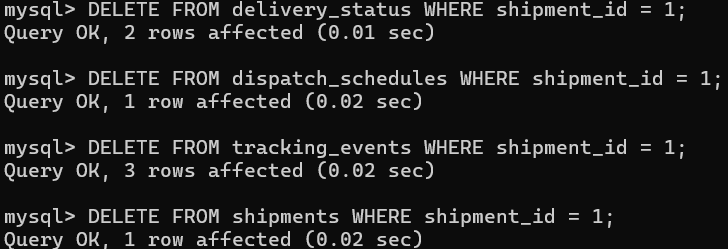 mysql> DELETE FROM delivery_status WHERE shipment_id = 1;
Query OK, 2 rows affected (0.01 sec)
mysql> DELETE FROM dispatch_schedules WHERE shipment_id = 1;
Query OK, 1 row affected (0.02 sec)
mysql> DELETE FROM tracking_events WHERE shipment_id = 1;
Query OK, 3 rows affected (0.02 sec)
mysql> DELETE FROM shipments WHERE shipment_id = 1;
Query OK, 1 row affected (0.02 sec)